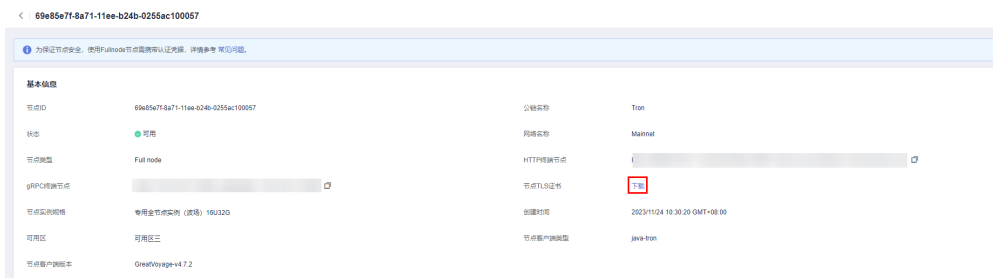 69e85e7f-8a71-11ee-b24b-0255ac100057
为保证节点安全，使用Fullnode节点需携带认证凭据，详情参考 常见问题。
基本信息
节点ID 69e85e7f-8a71-11ee-b24b-0255ac100057 公链名称 Tron
状态 可用 网络名称 Mainnet
节点类型 Full node HTTP终端节点
gRPC终端节点 节点TLS证书 下载
节点实例规格 专用全节点实例（波场）16U32G 创建时间 2023/11/24 10:30:20 GMT+08:00
可用区 可用区三 节点客户端类型 java-tron
节点客户端版本 GreatVoyage-v4.7.2